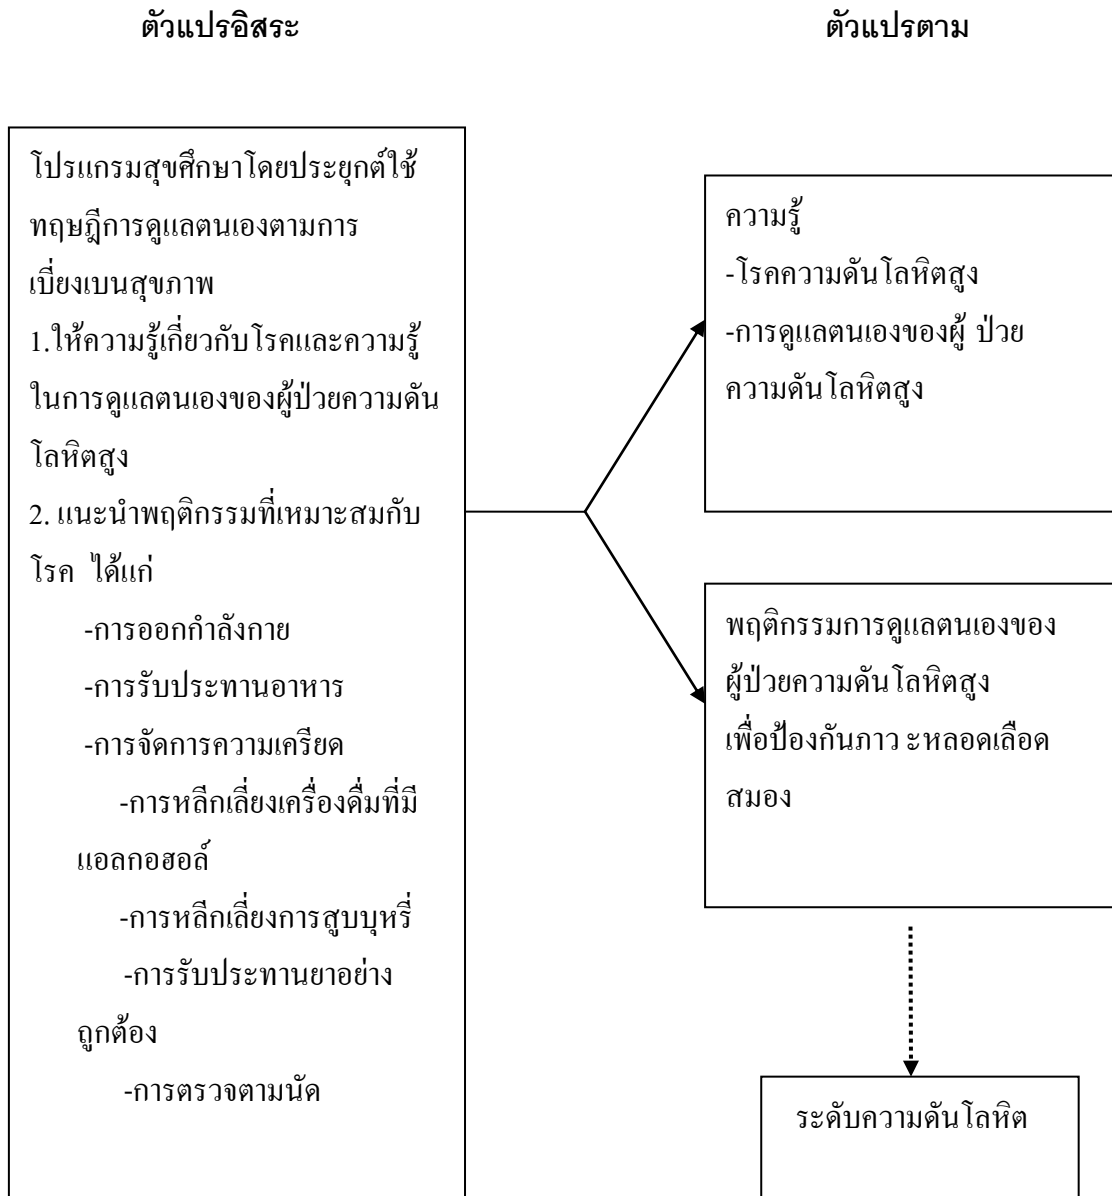 ตัวแปรอิสระ
ตัวแปรตาม
โปรแกรมสุขศึกษาโดยประยุกต์ใช้
ทฤษฎีการดูแลตนเองตามการ
เบี่ยงเบนสุขภาพ
1.ให้ความรู้เกี่ยวกับโรคและความรู้
ในการดูแลตนเองของผู้ป่วยความดัน
โลหิตสูง
2. แนะนำพฤติกรรมที่เหมาะสมกับ
โรค ได้แก่
-การออกกำลังกาย
-การรับประทานอาหาร
-การจัดการความเครียด
-การหลีกเลี่ยงเครื่องดื่มที่มี
แอลกอฮอล์
-การหลีกเลี่ยงการสูบบุหรี่
-การรับประทานยาอย่าง
ถูกต้อง
-การตรวจตามนัด
ความรู้
-โรคความดันโลหิตสูง
-การดูแลตนเองของผู้ ป่วย
ความดันโลหิตสูง
พฤติกรรมการดูแลตนเองของ
ผู้ป่วยความดันโลหิตสูง
เพื่อป้องกันภาว ะหลอดเลือด
สมอง
ระดับความดันโลหิต